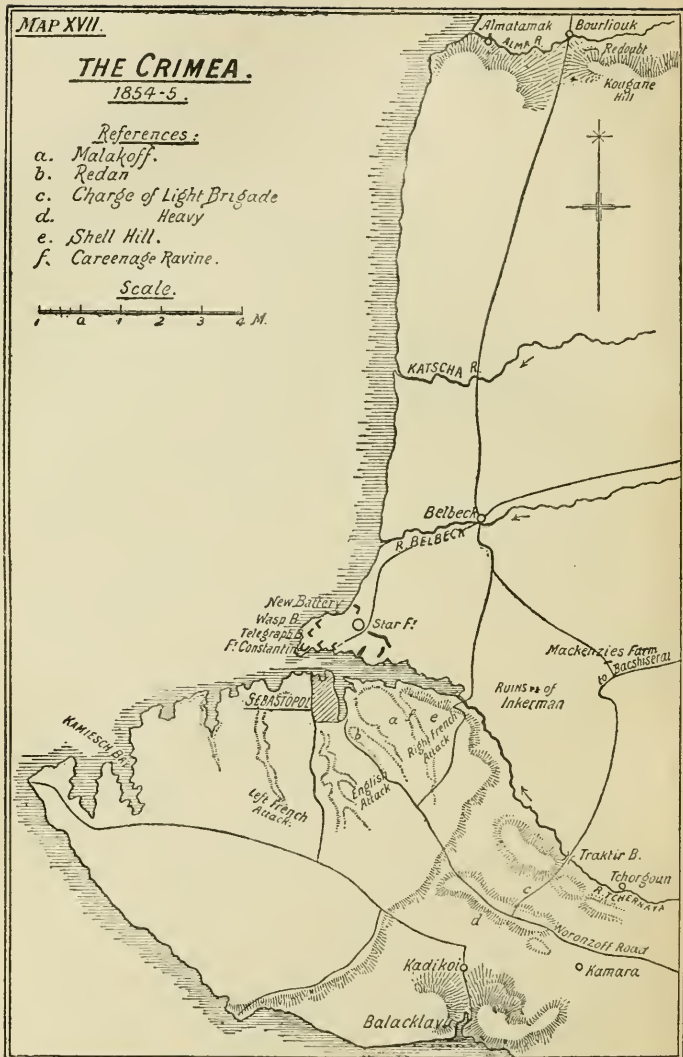 MAP XVII.
THE CRIMEA.
1854-5.
References:
a. Malakoff.
b. Redan
c. Charge of Light Brigade
d. Heavy
e. Shell Hill.
f. Careenage Ravine.
Scale.
1 0 1 2 3 4 M.
Almatamak
Bourliouk
ALMA R.
Redoubt
Kougane
Hill
KATSCHA R.
Belbeck
R. BELBECK
New Battery
Wasp B.
Telegraph B.
Ft. Constantine
Star Ft.
Mackenzies Farm
to Bacshiserai
RUINS of
Inkerman
SEBASTOPOL
KAMIESCH BAY
a
e
f
b
Right French
Attack
English
Attack
Left French
Attack.
Traktir B.
Tchorgoun
R. TCHERNAYA
c
d
Woronzoff Road
Kadikoi
Kamara
Balacklava